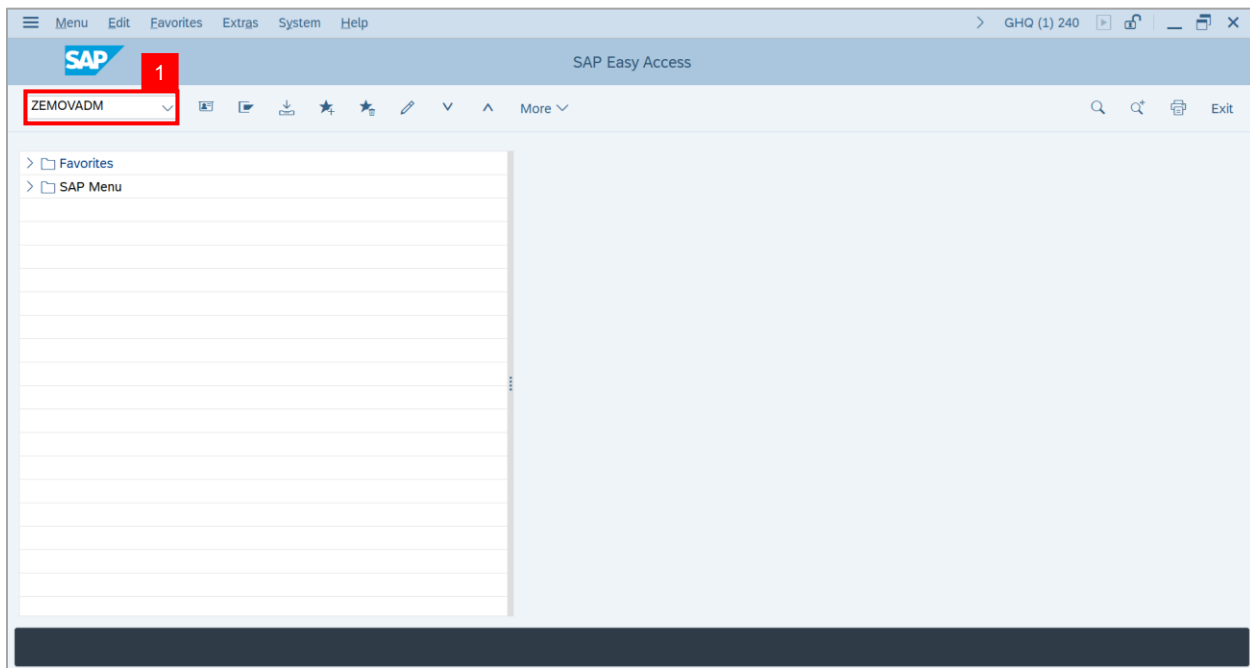 Menu Edit Favorites Extras System Help GHQ (1) 240
SAP SAP Easy Access
1
ZEMOVADM More Exit
Favorites
SAP Menu